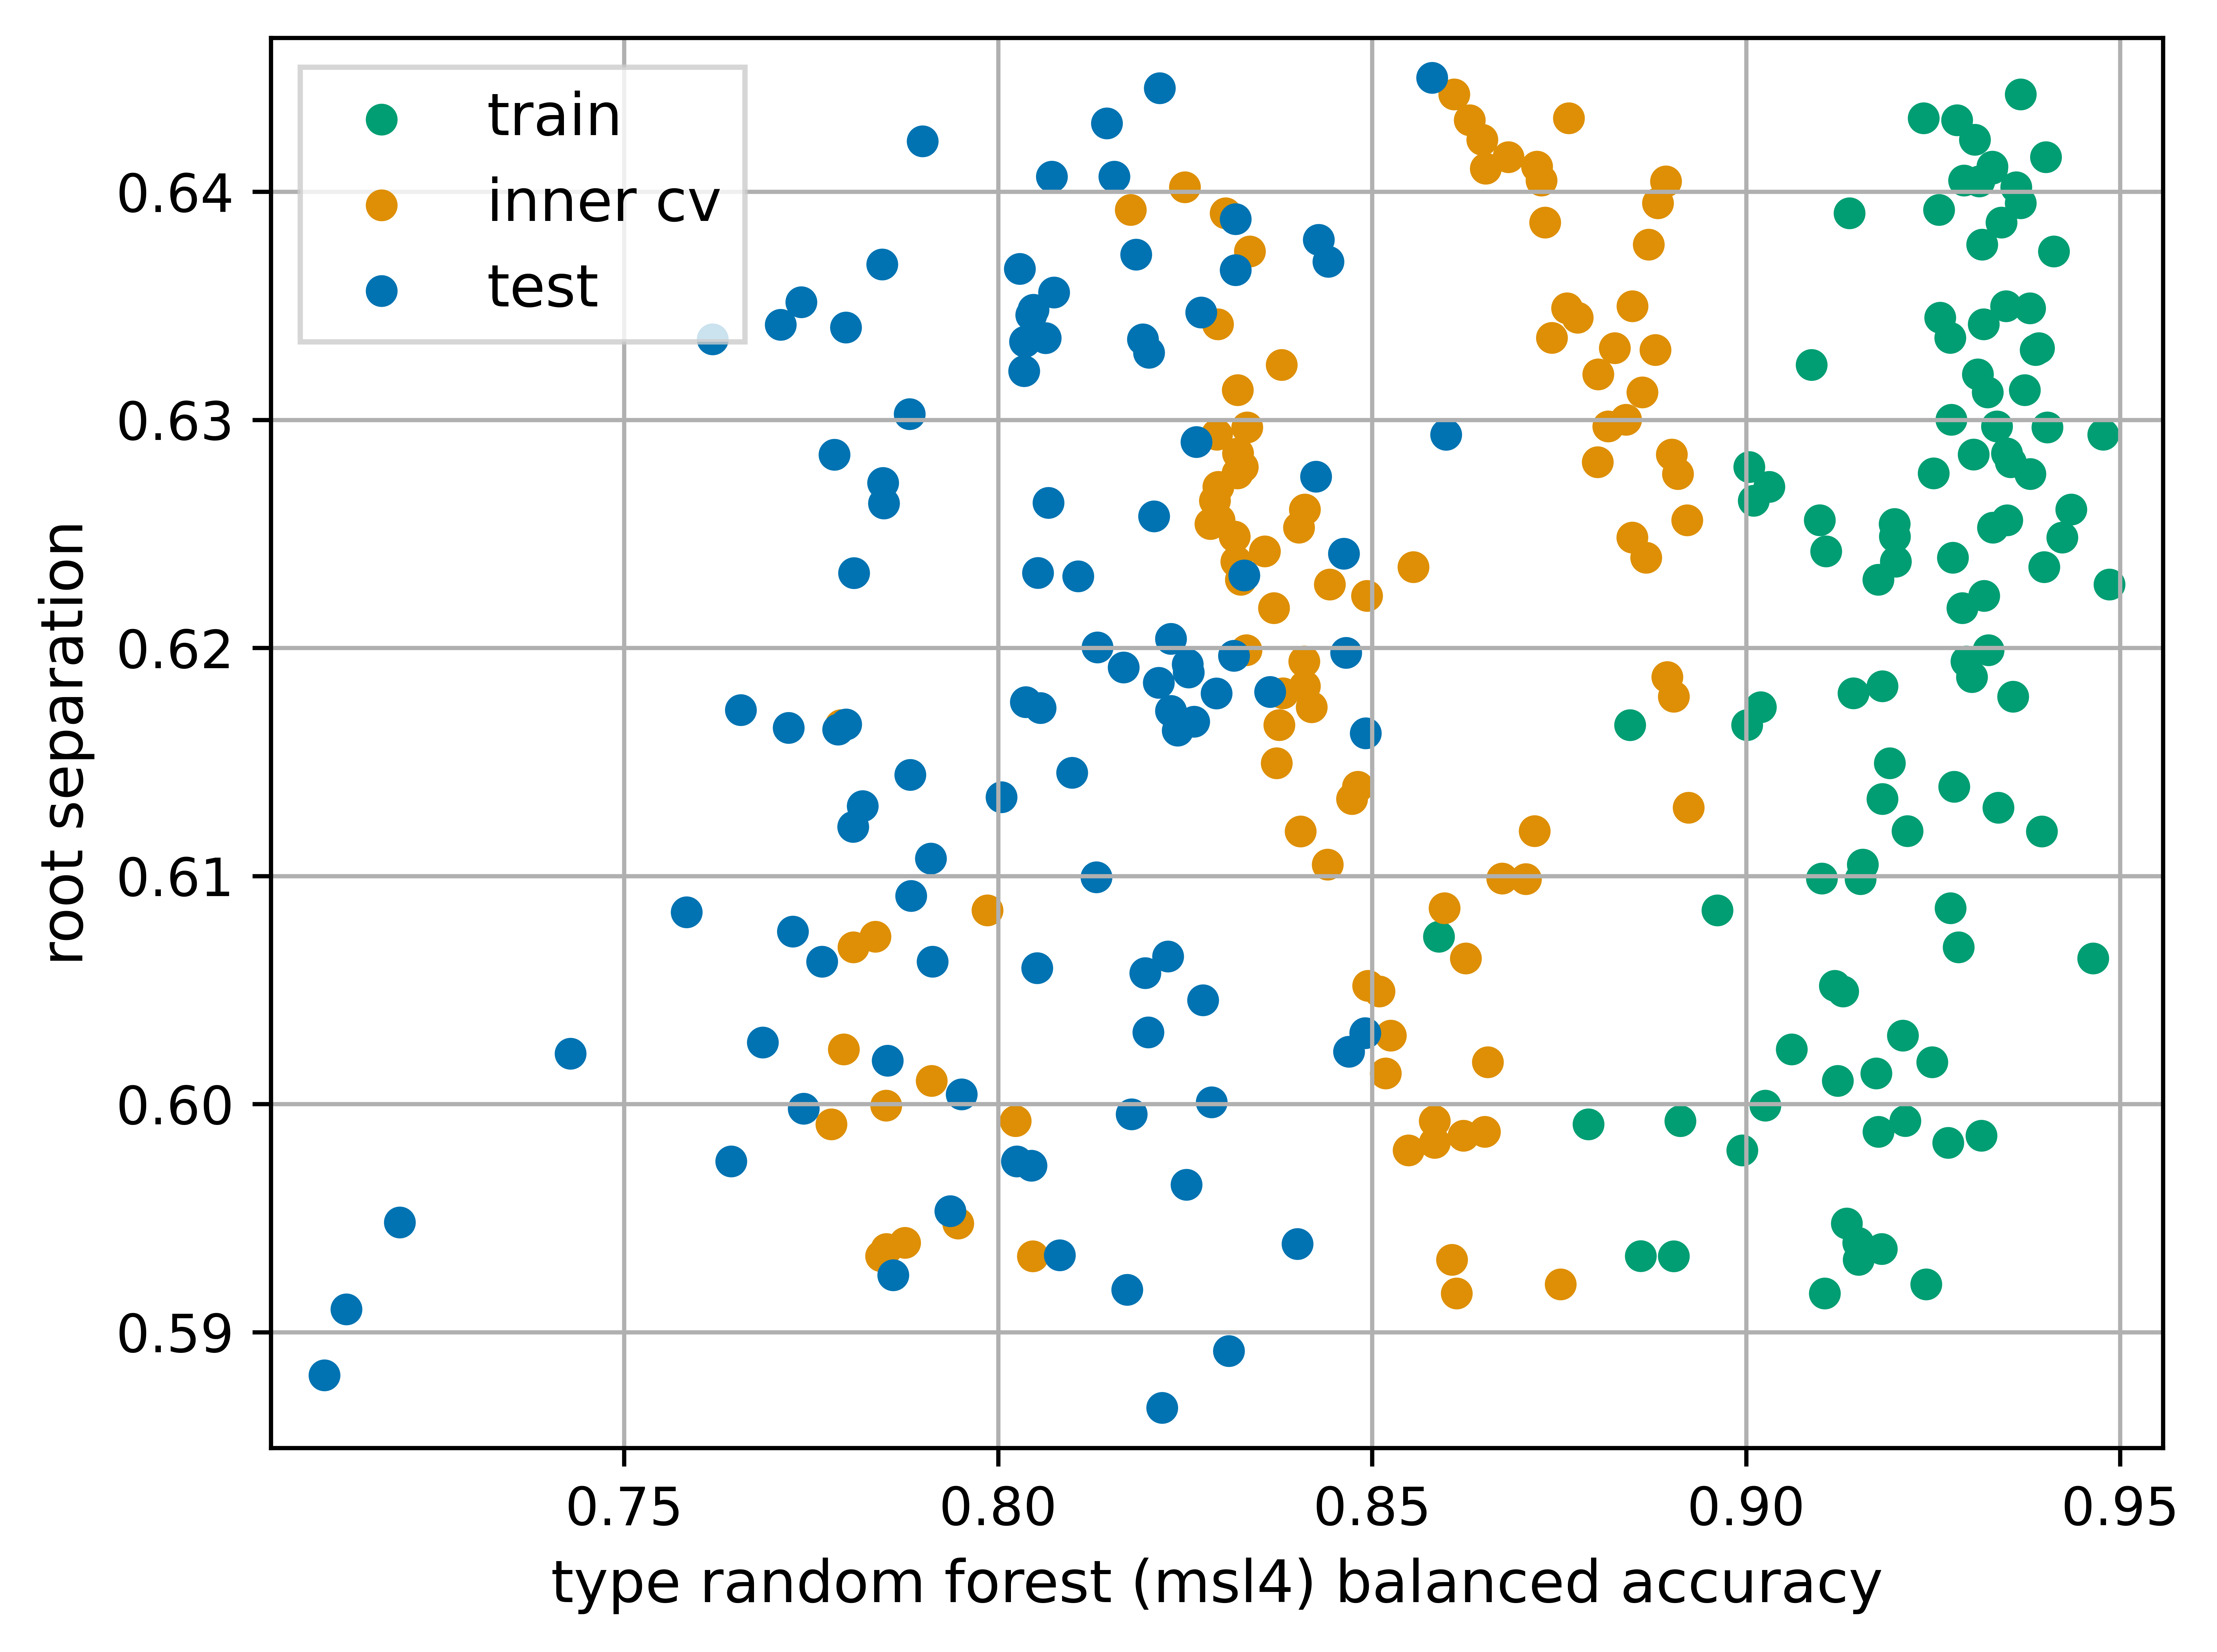 train
inner cv
test
0.64
0.63
0.62
0.61
0.60
0.59
root separation
0.75 0.80 0.85 0.90 0.95
type random forest (msl4) balanced accuracy